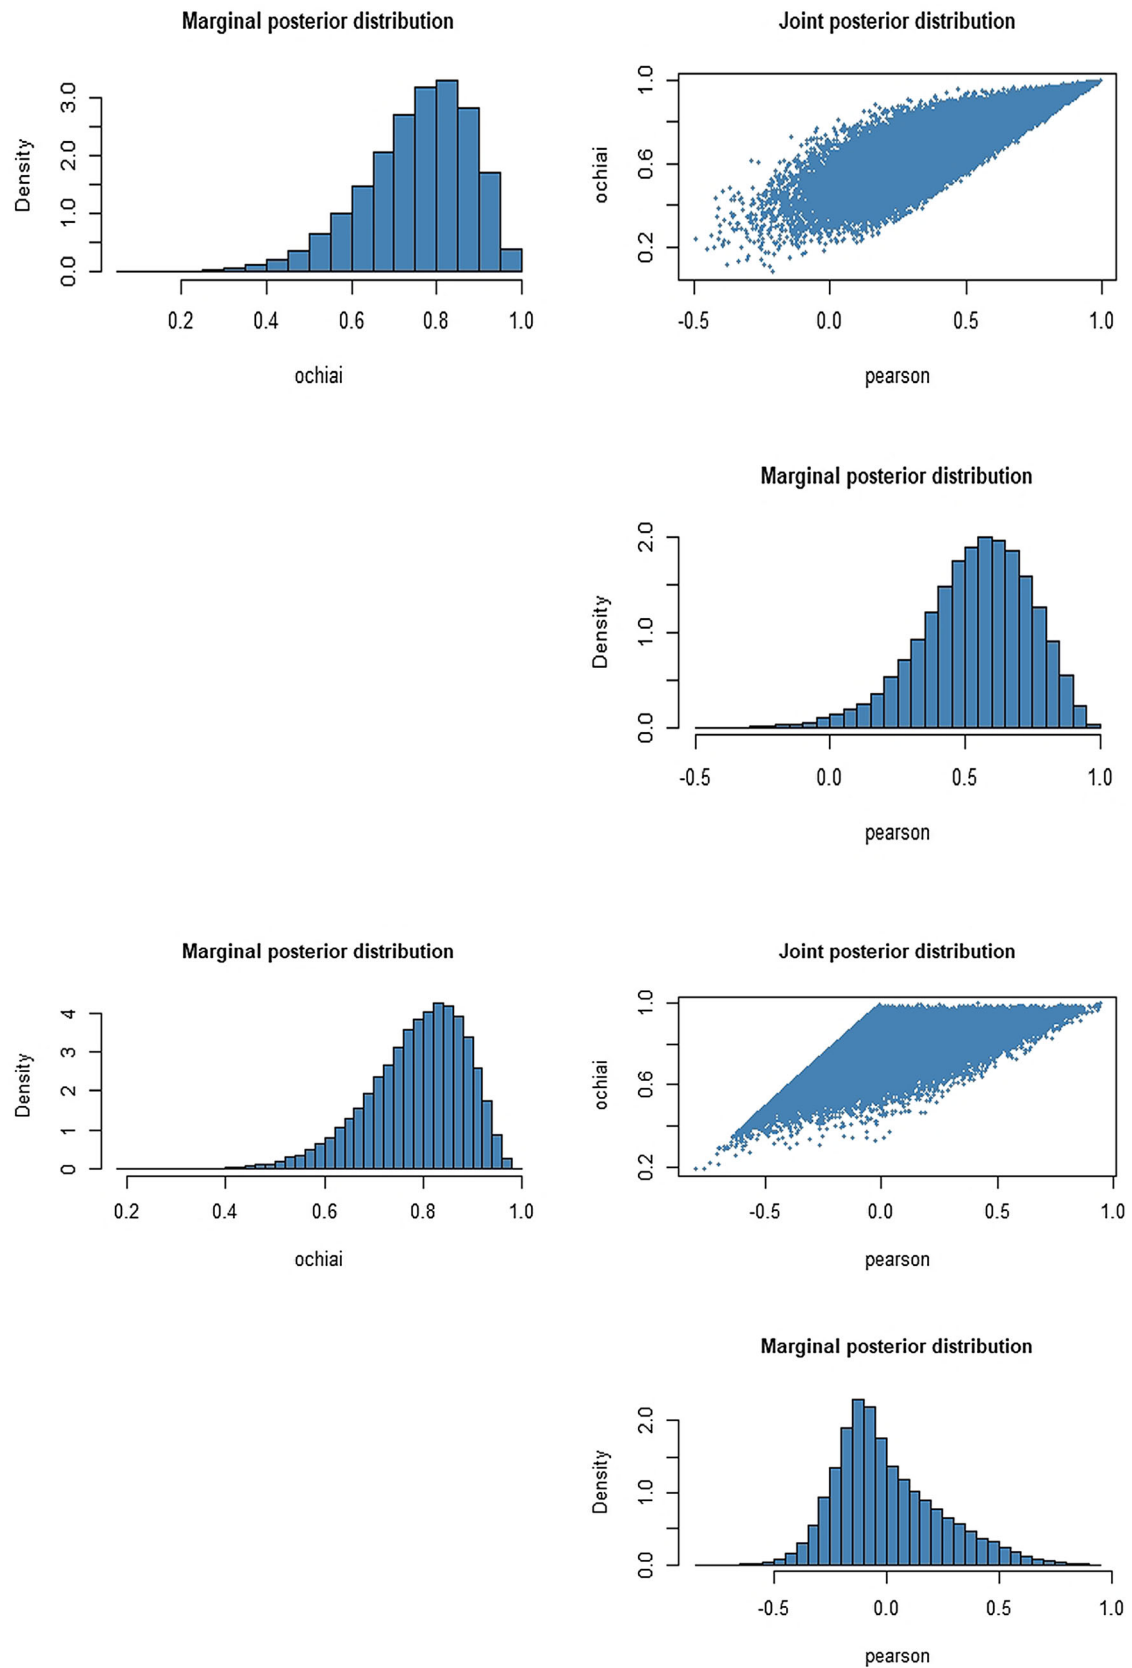 Marginal posterior distribution
Joint posterior distribution
Density
0.0 1.0 2.0 3.0
0.2 0.4 0.6 0.8 1.0
ochiai
ochiai
0.2 0.6 1.0
-0.5 0.0 0.5 1.0
pearson
Marginal posterior distribution
Density
0.0 1.0 2.0
-0.5 0.0 0.5 1.0
pearson
Marginal posterior distribution
Joint posterior distribution
Density
0 1 2 3 4
0.2 0.4 0.6 0.8 1.0
ochiai
ochiai
0.2 0.6 1.0
-0.5 0.0 0.5 1.0
pearson
Marginal posterior distribution
Density
0.0 1.0 2.0
-0.5 0.0 0.5 1.0
pearson